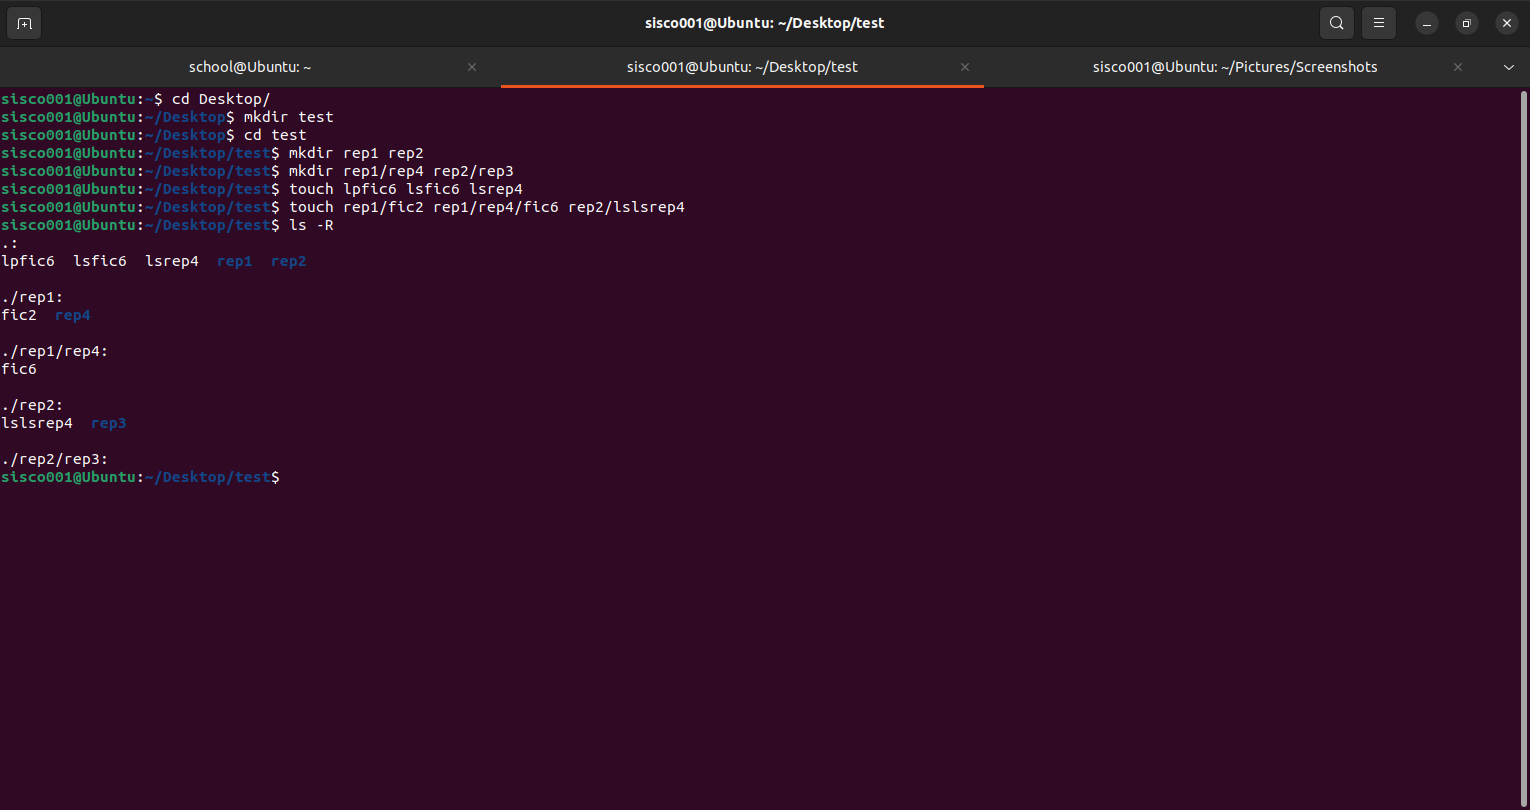 sisco001@Ubuntu: ~/Desktop/test
school@Ubuntu: ~ × sisco001@Ubuntu: ~/Desktop/test × sisco001@Ubuntu: ~/Pictures/Screenshots ×
sisco001@Ubuntu:~$ cd Desktop/
sisco001@Ubuntu:~/Desktop$ mkdir test
sisco001@Ubuntu:~/Desktop$ cd test
sisco001@Ubuntu:~/Desktop/test$ mkdir rep1 rep2
sisco001@Ubuntu:~/Desktop/test$ mkdir rep1/rep4 rep2/rep3
sisco001@Ubuntu:~/Desktop/test$ touch lpfic6 lsfic6 lsrep4
sisco001@Ubuntu:~/Desktop/test$ touch rep1/fic2 rep1/rep4/fic6 rep2/lslsrep4
sisco001@Ubuntu:~/Desktop/test$ ls -R
.:
lpfic6  lsfic6  lsrep4  rep1  rep2
./rep1:
fic2  rep4
./rep1/rep4:
fic6
./rep2:
lslsrep4  rep3
./rep2/rep3:
sisco001@Ubuntu:~/Desktop/test$